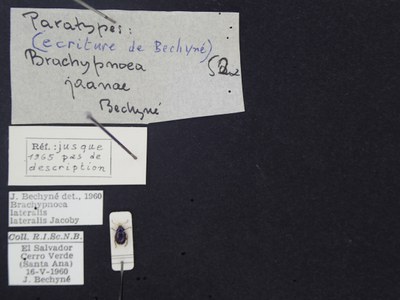 Paratypes:
(ecriture de Bechyné)
Brachypnoea
jaanae
Bechyné
Réf.: jusque
1965 pas de
description
J. Bechyné det., 1960
Brachypnoea
lateralis
lateralis Jacoby
Coll. R.I.Sc.N.B.
El Salvador
Cerro Verde
(Santa Ana)
16-V-1960
J. Bechyné